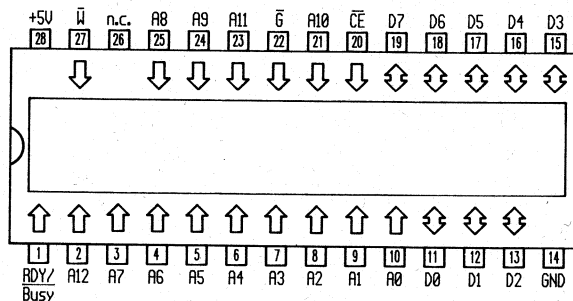 +5V W̅ n.c. A8 A9 A11 G̅ A10 C̅E̅ D7 D6 D5 D4 D3
28 27 26 25 24 23 22 21 20 19 18 17 16 15
1 2 3 4 5 6 7 8 9 10 11 12 13 14
R̅D̅Y̅/̅ A12 A7 A6 A5 A4 A3 A2 A1 A0 D0 D1 D2 GND
Busy